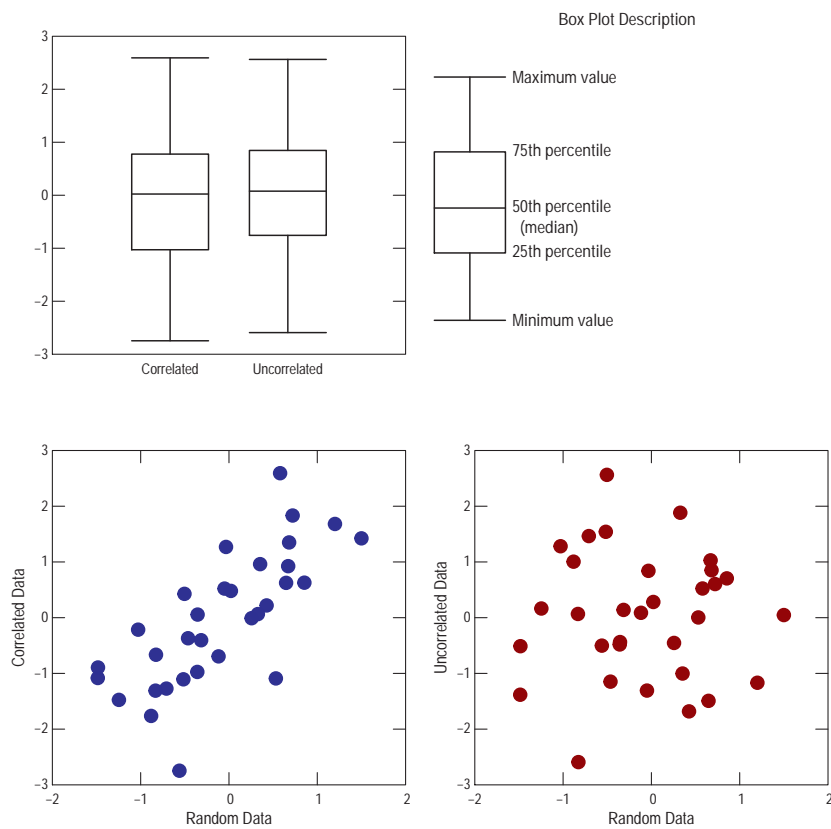 Box Plot Description
3
2
1
0
−1
−2
−3
Correlated
Uncorrelated
Maximum value
75th percentile
50th percentile
(median)
25th percentile
Minimum value
Correlated Data
3
2
1
0
−1
−2
−3
−2
−1
0
1
2
Random Data
Uncorrelated Data
3
2
1
0
−1
−2
−3
−2
−1
0
1
2
Random Data